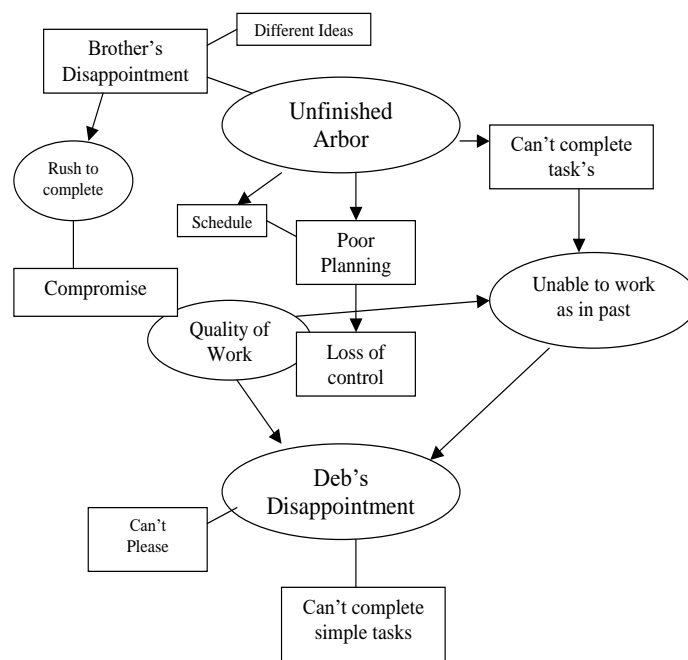 Different Ideas
Brother’s
Disappointment
Unfinished
Arbor
Can’t complete
task’s
Rush to
complete
Schedule
Poor
Planning
Compromise
Unable to work
as in past
Quality of
Work
Loss of
control
Deb’s
Disappointment
Can’t
Please
Can’t complete
simple tasks